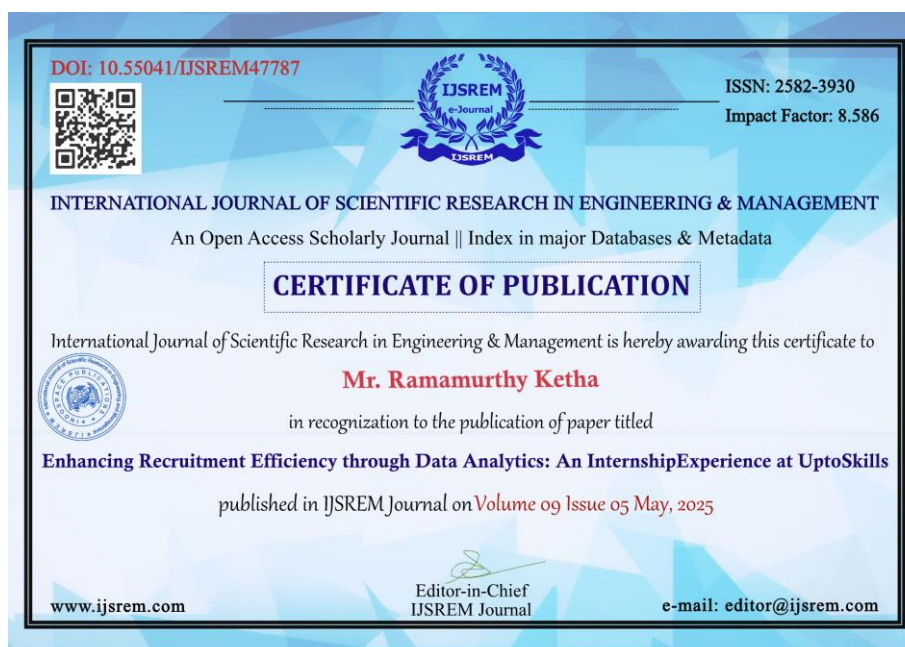 DOI: 10.55041/IJSREM47787
IJSREM
e-Journal
IJSREM
ISSN: 2582-3930
Impact Factor: 8.586
INTERNATIONAL JOURNAL OF SCIENTIFIC RESEARCH IN ENGINEERING & MANAGEMENT
An Open Access Scholarly Journal || Index in major Databases & Metadata
CERTIFICATE OF PUBLICATION
International Journal of Scientific Research in Engineering & Management is hereby awarding this certificate to
Mr. Ramamurthy Ketha
in recognization to the publication of paper titled
Enhancing Recruitment Efficiency through Data Analytics: An InternshipExperience at UptoSkills
published in IJSREM Journal on Volume 09 Issue 05 May, 2025
Editor-in-Chief
IJSREM Journal
www.ijsrem.com
e-mail: editor@ijsrem.com